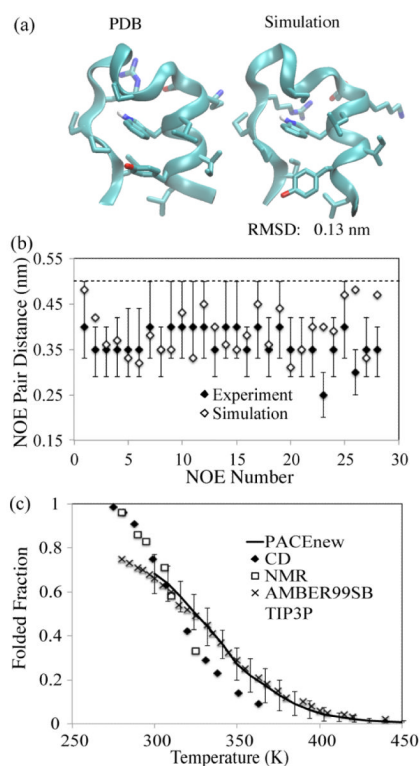 (a)
PDB
Simulation
RMSD: 0.13 nm
(b)
NOE Pair Distance (nm)
0.55
0.45
0.35
0.25
0.15
0
5
10
15
20
25
30
Experiment
Simulation
NOE Number
(c)
Folded Fraction
1
0.8
0.6
0.4
0.2
0
250
300
350
400
450
PACEnew
CD
NMR
AMBER99SB
TIP3P
Temperature (K)